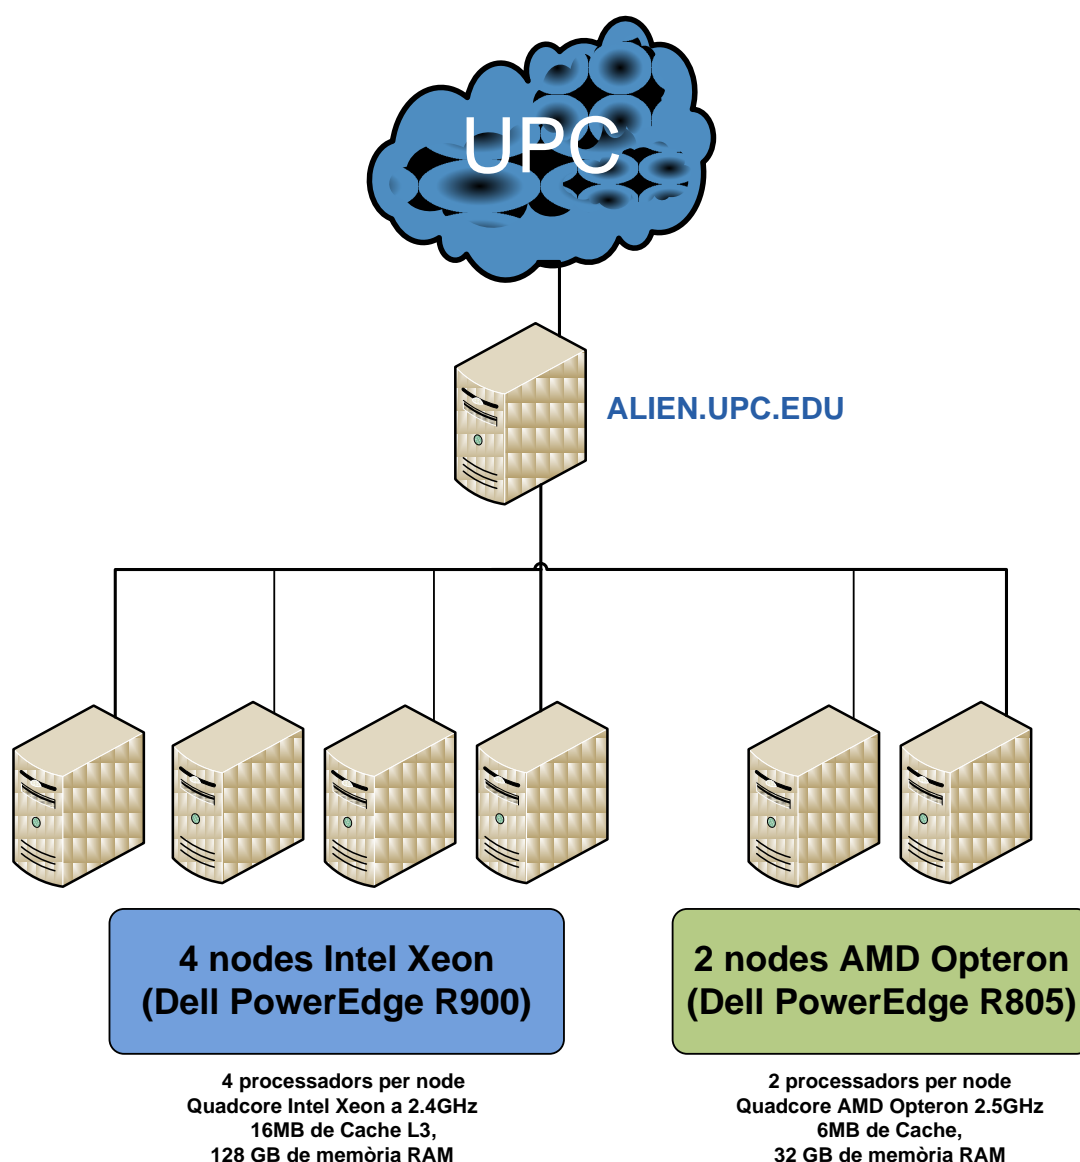 UPC
ALIEN.UPC.EDU
4 nodes Intel Xeon
(Dell PowerEdge R900)
4 processadors per node
Quadcore Intel Xeon a 2.4GHz
16MB de Cache L3,
128 GB de memòria RAM
2 nodes AMD Opteron
(Dell PowerEdge R805)
2 processadors per node
Quadcore AMD Opteron 2.5GHz
6MB de Cache,
32 GB de memòria RAM